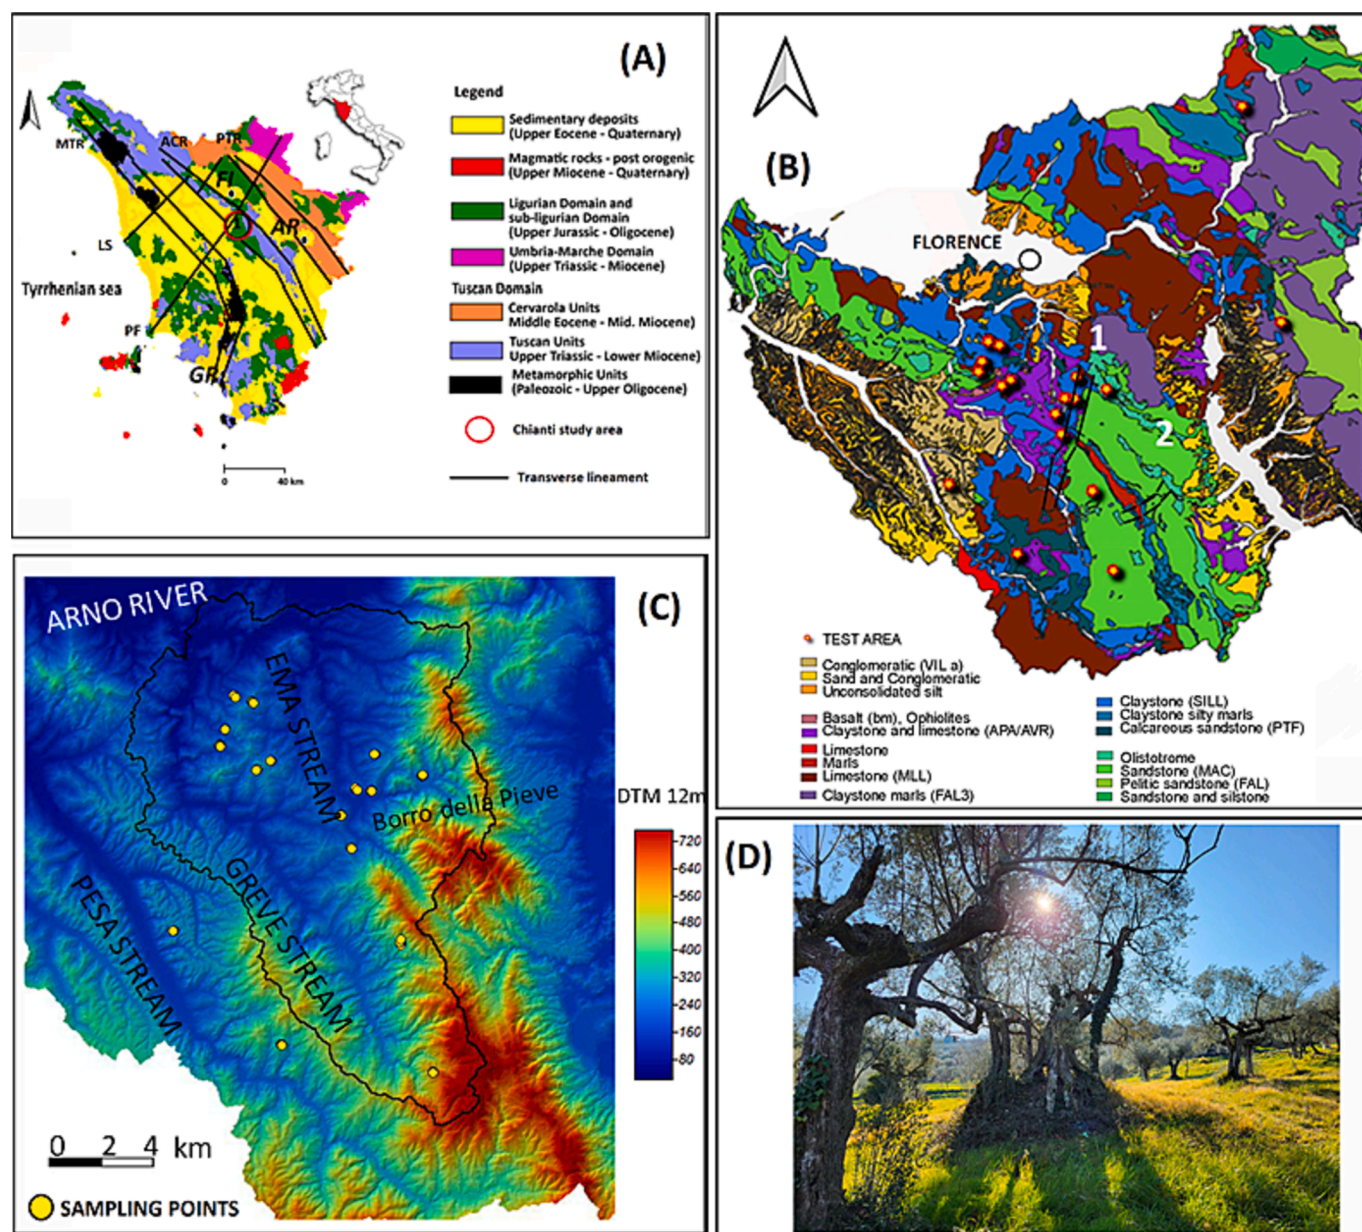 (A)
Legend
Sedimentary deposits
(Upper Eocene - Quaternary)
Magmatic rocks - post orogenic
(Upper Miocene - Quaternary)
Ligurian Domain and
sub-ligurian Domain
(Upper Jurassic - Oligocene)
Umbria-Marche Domain
(Upper Triassic - Miocene)
Tuscan Domain
Cervarola Units
Middle Eocene - Mid. Miocene)
Tuscan Units
Upper Triassic - Lower Miocene)
Metamorphic Units
(Paleozoic - Upper Oligocene)
Chianti study area
Transverse lineament
MTR
ACR
PTR
FI
AR
LS
Tyrrhenian sea
PF
GR
0 40 km
(B)
FLORENCE
1
2
TEST AREA
Conglomeratic (VIL a)
Sand and Conglomeratic
Unconsolidated silt
Basalt (bm), Ophiolites
Claystone and limestone (APA/AVR)
Limestone
Marls
Limestone (MLL)
Claystone marls (FAL3)
Claystone (SILL)
Claystone silty marls
Calcareous sandstone (PTF)
Olistotrome
Sandstone (MAC)
Pelitic sandstone (FAL)
Sandstone and silstone
(C)
ARNO RIVER
EMA STREAM
Borro della Pieve
GREVE STREAM
PESA STREAM
DTM 12m
720
640
560
480
400
320
240
160
80
0 2 4 km
SAMPLING POINTS
(D)